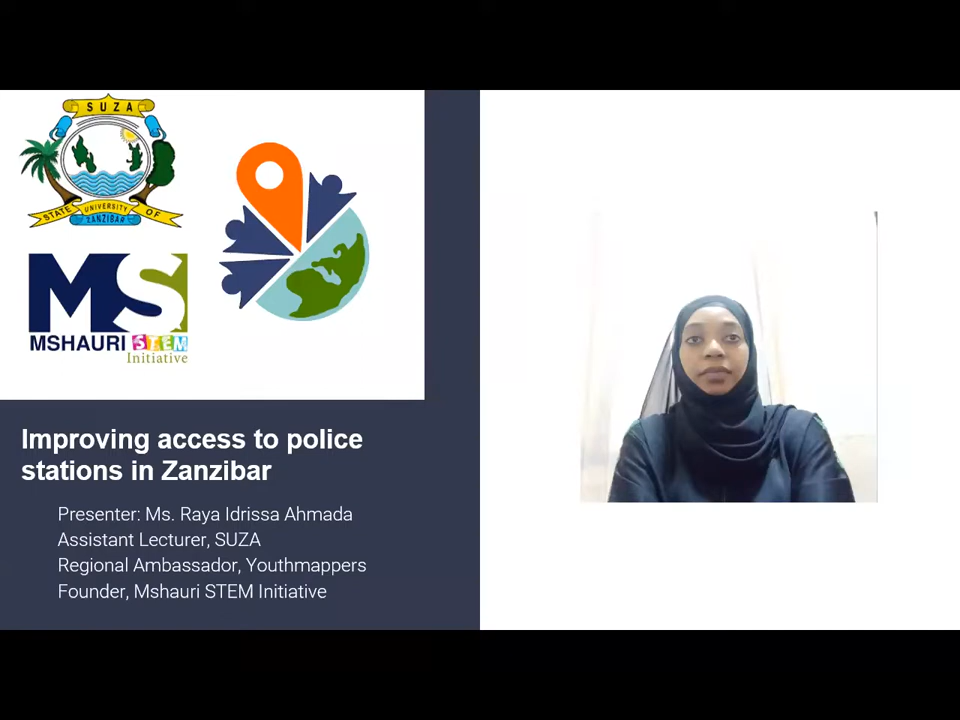 SUZA
STATE UNIVERSITY OF
ZANZIBAR
MS
MSHAURI STEM
Initiative
Improving access to police
stations in Zanzibar
Presenter: Ms. Raya Idrissa Ahmada
Assistant Lecturer, SUZA
Regional Ambassador, Youthmappers
Founder, Mshauri STEM Initiative